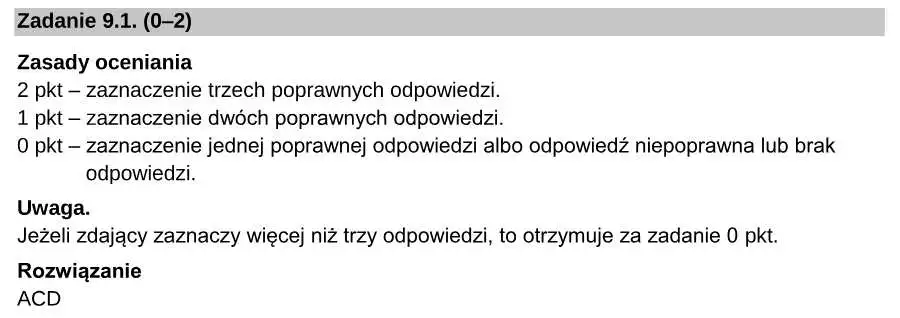 Zadanie 9.1. (0–2)
Zasady oceniania
2 pkt – zaznaczenie trzech poprawnych odpowiedzi.
1 pkt – zaznaczenie dwóch poprawnych odpowiedzi.
0 pkt – zaznaczenie jednej poprawnej odpowiedzi albo odpowiedź niepoprawna lub brak
odpowiedzi.
Uwaga.
Jeżeli zdający zaznaczy więcej niż trzy odpowiedzi, to otrzymuje za zadanie 0 pkt.
Rozwiązanie
ACD